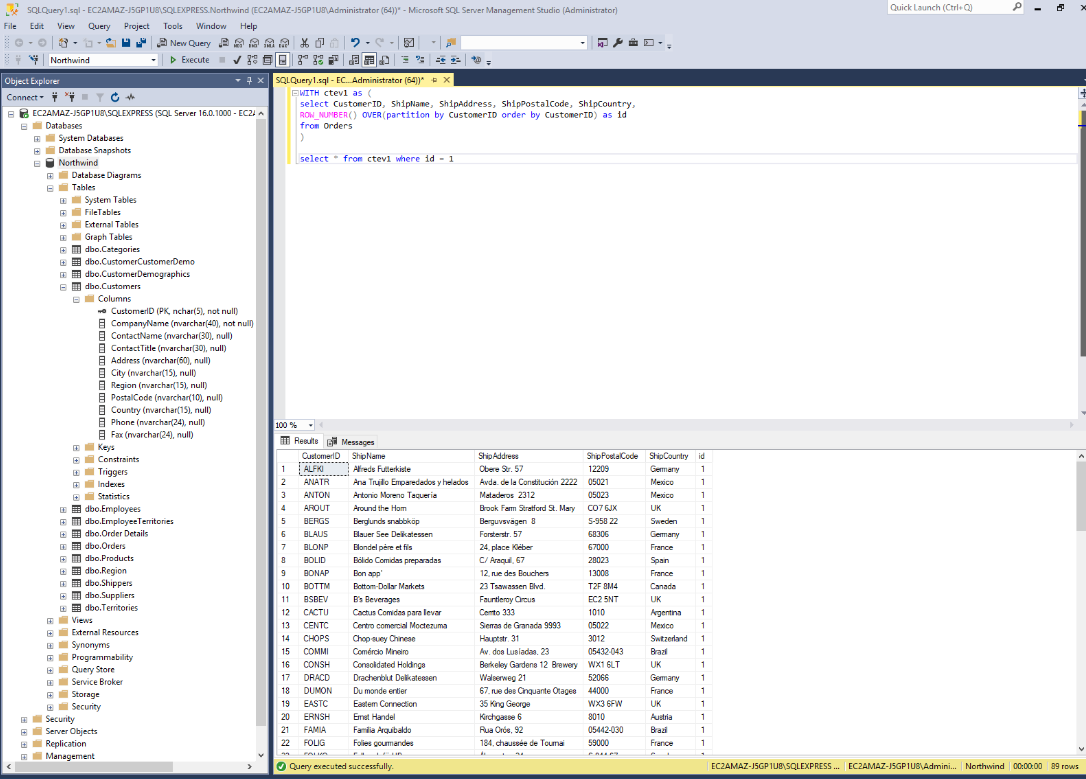 SQLQuery1.sql - EC2AMAZ-J5GP1U8\SQLEXPRESS.Northwind (EC2AMAZ-J5GP1U8\Administrator (64))* - Microsoft SQL Server Management Studio (Administrator)
Quick Launch (Ctrl+Q)
File Edit View Query Project Tools Window Help
New Query
Northwind Execute
Object Explorer
SQLQuery1.sql - EC...Administrator (64))*
Connect
EC2AMAZ-J5GP1U8\SQLEXPRESS (SQL Server 16.0.1000 - EC2
Databases
System Databases
Database Snapshots
Northwind
Database Diagrams
Tables
System Tables
FileTables
External Tables
Graph Tables
dbo.Categories
dbo.CustomerCustomerDemo
dbo.CustomerDemographics
dbo.Customers
Columns
CustomerID (PK, nchar(5), not null)
CompanyName (nvarchar(40), not null)
ContactName (nvarchar(30), null)
ContactTitle (nvarchar(30), null)
Address (nvarchar(60), null)
City (nvarchar(15), null)
Region (nvarchar(15), null)
PostalCode (nvarchar(10), null)
Country (nvarchar(15), null)
Phone (nvarchar(24), null)
Fax (nvarchar(24), null)
Keys
Constraints
Triggers
Indexes
Statistics
dbo.Employees
dbo.EmployeeTerritories
dbo.Order Details
dbo.Orders
dbo.Products
dbo.Region
dbo.Shippers
dbo.Suppliers
dbo.Territories
Views
External Resources
Synonyms
Programmability
Query Store
Service Broker
Storage
Security
Security
Server Objects
Replication
Management
WITH ctev1 as (
select CustomerID, ShipName, ShipAddress, ShipPostalCode, ShipCountry,
ROW_NUMBER() OVER(partition by CustomerID order by CustomerID) as id
from Orders
)
select * from ctev1 where id = 1
100 %
Results Messages
CustomerID ShipName ShipAddress ShipPostalCode ShipCountry id
1 ALFKI Alfreds Futterkiste Obere Str. 57 12209 Germany 1
2 ANATR Ana Trujillo Emparedados y helados Avda. de la Constitución 2222 05021 Mexico 1
3 ANTON Antonio Moreno Taquería Mataderos 2312 05023 Mexico 1
4 AROUT Around the Horn Brook Farm Stratford St. Mary CO7 6JX UK 1
5 BERGS Berglunds snabbköp Berguvsvägen 8 S-958 22 Sweden 1
6 BLAUS Blauer See Delikatessen Forsterstr. 57 68306 Germany 1
7 BLONP Blondel père et fils 24, place Kléber 67000 France 1
8 BOLID Bólido Comidas preparadas C/ Araquil, 67 28023 Spain 1
9 BONAP Bon app' 12, rue des Bouchers 13008 France 1
10 BOTTM Bottom-Dollar Markets 23 Tsawassen Blvd. T2F 8M4 Canada 1
11 BSBEV B's Beverages Fauntleroy Circus EC2 5NT UK 1
12 CACTU Cactus Comidas para llevar Cerrito 333 1010 Argentina 1
13 CENTC Centro comercial Moctezuma Sierras de Granada 9993 05022 Mexico 1
14 CHOPS Chop-suey Chinese Hauptstr. 31 3012 Switzerland 1
15 COMMI Comércio Mineiro Av. dos Lusíadas, 23 05432-043 Brazil 1
16 CONSH Consolidated Holdings Berkeley Gardens 12 Brewery WX1 6LT UK 1
17 DRACD Drachenblut Delikatessen Walserweg 21 52066 Germany 1
18 DUMON Du monde entier 67, rue des Cinquante Otages 44000 France 1
19 EASTC Eastern Connection 35 King George WX3 6FW UK 1
20 ERNSH Ernst Handel Kirchgasse 6 8010 Austria 1
21 FAMIA Familia Arquibaldo Rua Orós, 92 05442-030 Brazil 1
22 FOLIG Folies gourmandes 184, chaussée de Tournai 59000 France 1
Query executed successfully. EC2AMAZ-J5GP1U8\SQLEXPRESS ... EC2AMAZ-J5GP1U8\Admini... Northwind 00:00:00 89 rows